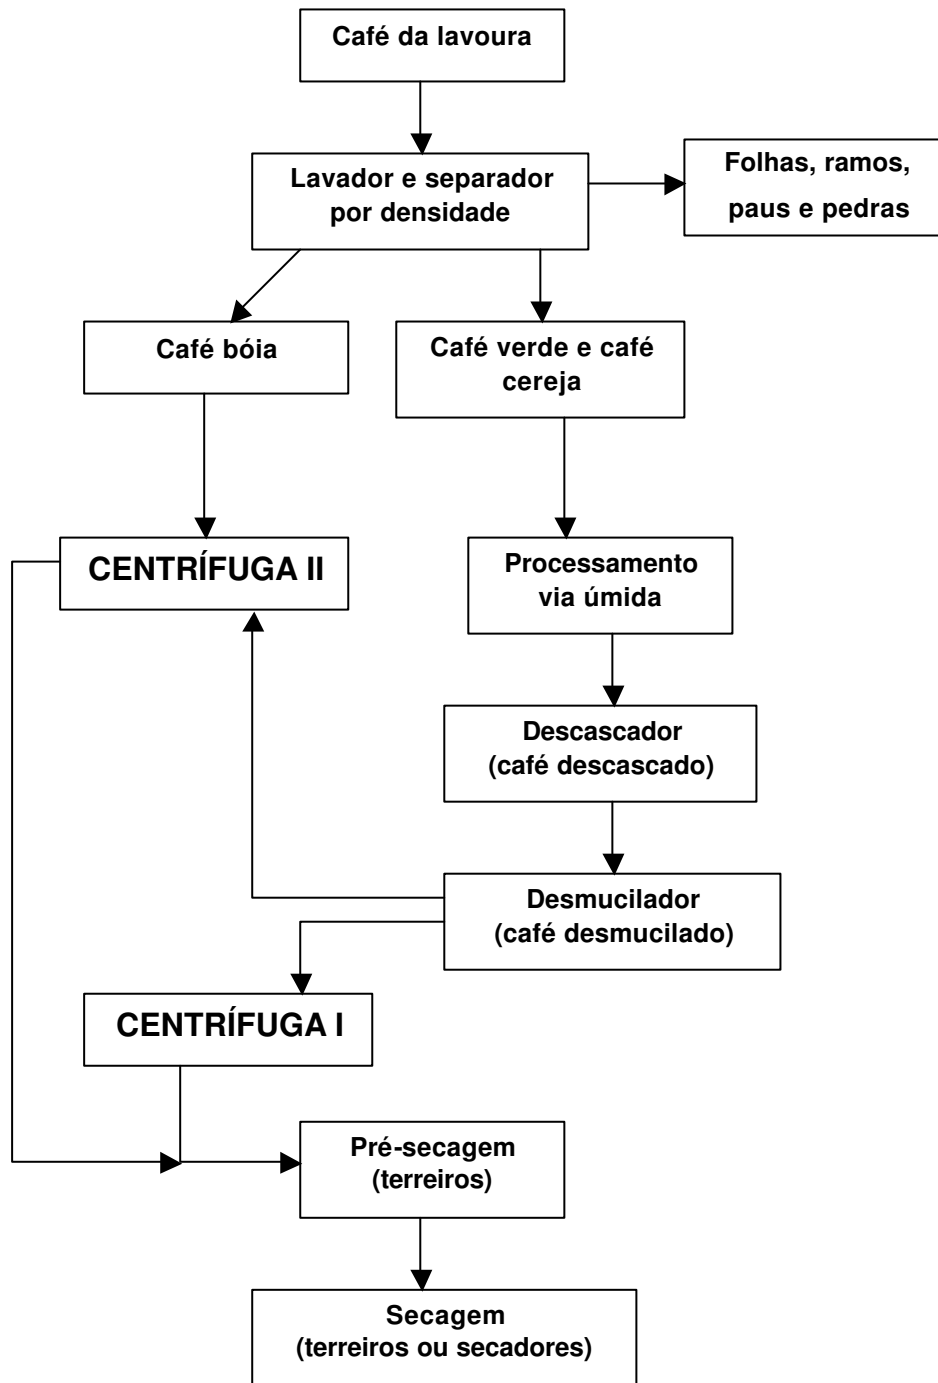 Café da lavoura
Lavador e separador
por densidade
Folhas, ramos,
paus e pedras
Café bóia
Café verde e café
cereja
CENTRÍFUGA II
Processamento
via úmida
Descascador
(café descascado)
Desmucilador
(café desmucilado)
CENTRÍFUGA I
Pré-secagem
(terreiros)
Secagem
(terreiros ou secadores)